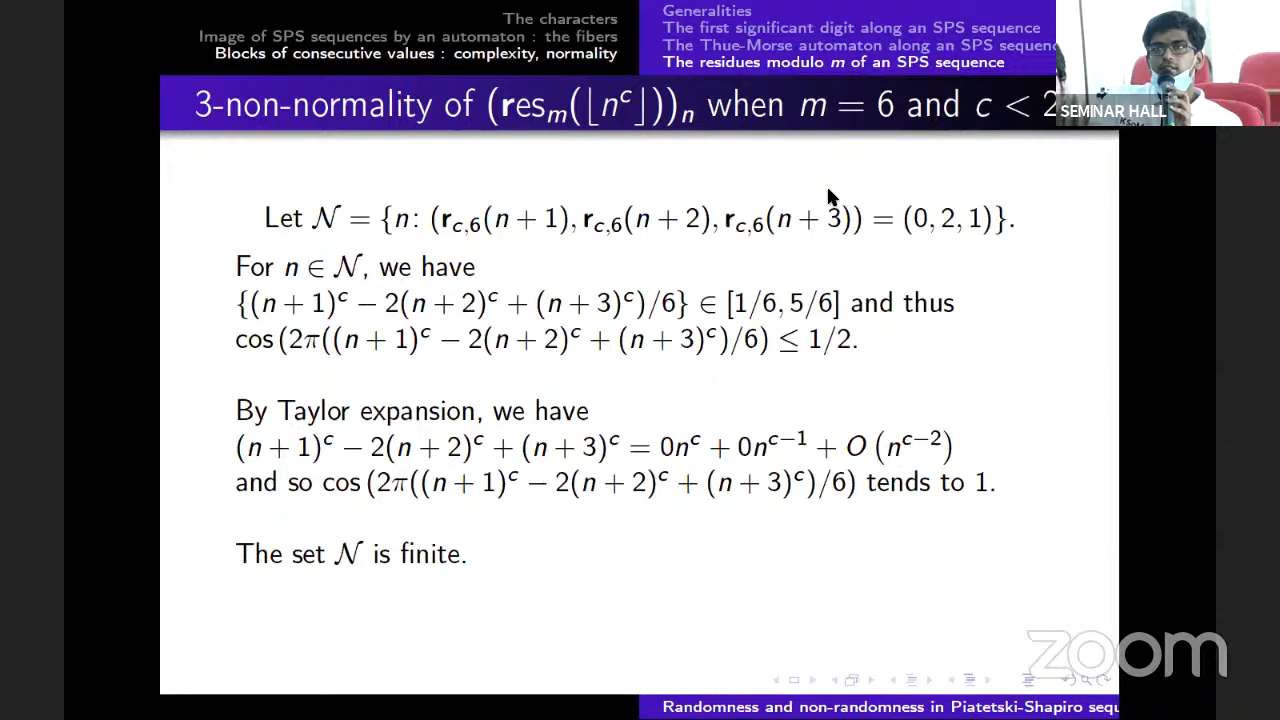 The characters
Image of SPS sequences by an automaton : the fibers
Blocks of consecutive values : complexity, normality
Generalities
The first significant digit along an SPS sequence
The Thue-Morse automaton along an SPS sequenc
The residues modulo m of an SPS sequence
3-non-normality of (res_m(⌊n^c⌋))_n when m = 6 and c < 2
SEMINAR HALL
Let 𝒩 = {n: (r_{c,6}(n + 1), r_{c,6}(n + 2), r_{c,6}(n + 3)) = (0, 2, 1)}.
For n ∈ 𝒩, we have
{(n + 1)^c − 2(n + 2)^c + (n + 3)^c)/6} ∈ [1/6, 5/6] and thus
cos (2π((n + 1)^c − 2(n + 2)^c + (n + 3)^c)/6) ≤ 1/2.
By Taylor expansion, we have
(n + 1)^c − 2(n + 2)^c + (n + 3)^c = 0n^c + 0n^{c−1} + O (n^{c−2})
and so cos (2π((n + 1)^c − 2(n + 2)^c + (n + 3)^c)/6) tends to 1.
The set 𝒩 is finite.
zoom
Randomness and non-randomness in Piatetski-Shapiro sequ